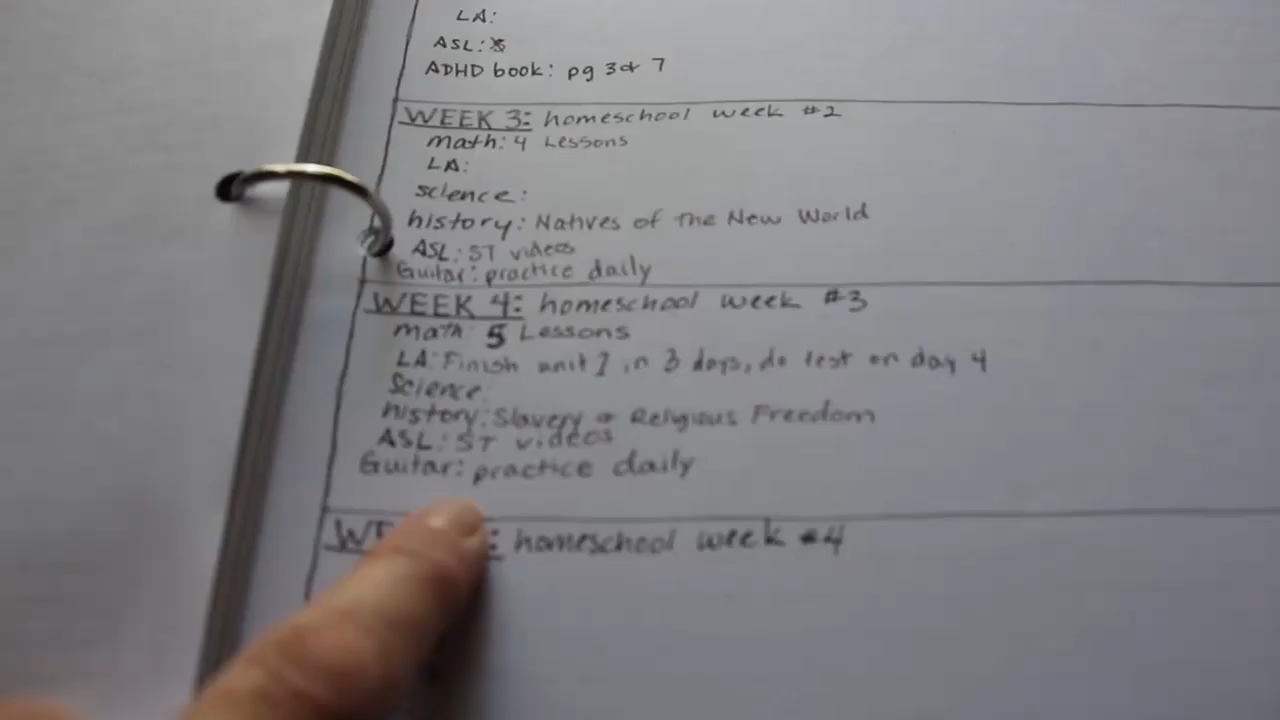 LA:
ASL:
ADHD book: pg 3 of 7
WEEK 3: homeschool week #2
math: 4 Lessons
LA:
science:
history: Natives of the New World
ASL: ST videos
Guitar: practice daily
WEEK 4: homeschool week #3
math: 5 Lessons
LA: Finish unit 1 in 3 days, do test on day 4
Science:
history: Slavery & Religious Freedom
ASL: ST videos
Guitar: practice daily
homeschool week #4